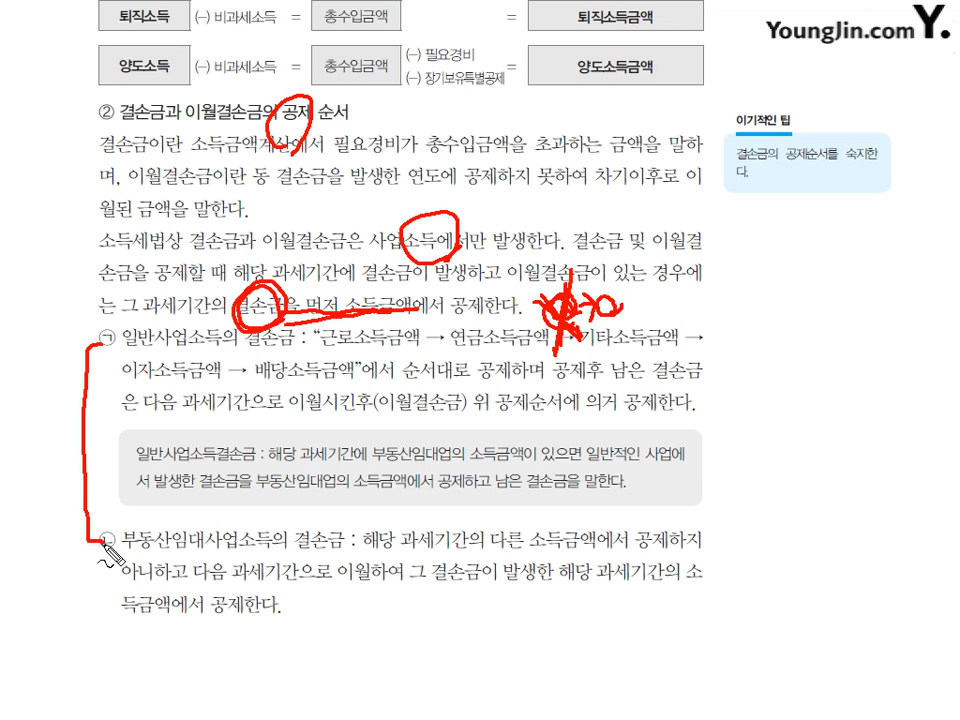 퇴직소득 (-) 비과세소득 = 총수입금액 = 퇴직소득금액
YoungJin.com Y.
양도소득 (-) 비과세소득 = 총수입금액 (-) 필요경비 (-) 장기보유특별공제 = 양도소득금액
② 결손금과 이월결손금의 공제 순서
이기적인 팁
결손금의 공제순서를 숙지한
다.
결손금이란 소득금액계산에서 필요경비가 총수입금액을 초과하는 금액을 말하
며, 이월결손금이란 동 결손금을 발생한 연도에 공제하지 못하여 차기이후로 이
월된 금액을 말한다.
소득세법상 결손금과 이월결손금은 사업소득에서만 발생한다. 결손금 및 이월결
손금을 공제할 때 해당 과세기간에 결손금이 발생하고 이월결손금이 있는 경우에
는 그 과세기간의 결손금을 먼저 소득금액에서 공제한다.
㉠ 일반사업소득의 결손금 : “근로소득금액 → 연금소득금액 → 기타소득금액 →
이자소득금액 → 배당소득금액”에서 순서대로 공제하며 공제후 남은 결손금
은 다음 과세기간으로 이월시킨후(이월결손금) 위 공제순서에 의거 공제한다.
일반사업소득결손금 : 해당 과세기간에 부동산임대업의 소득금액이 있으면 일반적인 사업에
서 발생한 결손금을 부동산임대업의 소득금액에서 공제하고 남은 결손금을 말한다.
㉡ 부동산임대사업소득의 결손금 : 해당 과세기간의 다른 소득금액에서 공제하지
아니하고 다음 과세기간으로 이월하여 그 결손금이 발생한 해당 과세기간의 소
득금액에서 공제한다.